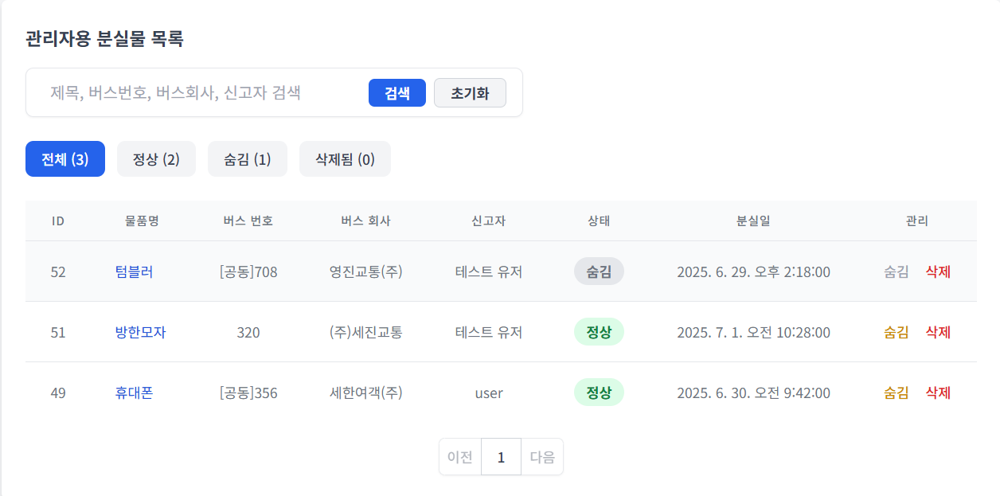 관리자용 분실물 목록
제목, 버스번호, 버스회사, 신고자 검색 검색 초기화
전체 (3) 정상 (2) 숨김 (1) 삭제됨 (0)
ID 물품명 버스 번호 버스 회사 신고자 상태 분실일 관리
52 텀블러 [공동]708 영진교통(주) 테스트 유저 숨김 2025. 6. 29. 오후 2:18:00 숨김 삭제
51 방한모자 320 (주)세진교통 테스트 유저 정상 2025. 7. 1. 오전 10:28:00 숨김 삭제
49 휴대폰 [공동]356 세한여객(주) user 정상 2025. 6. 30. 오전 9:42:00 숨김 삭제
이전 1 다음